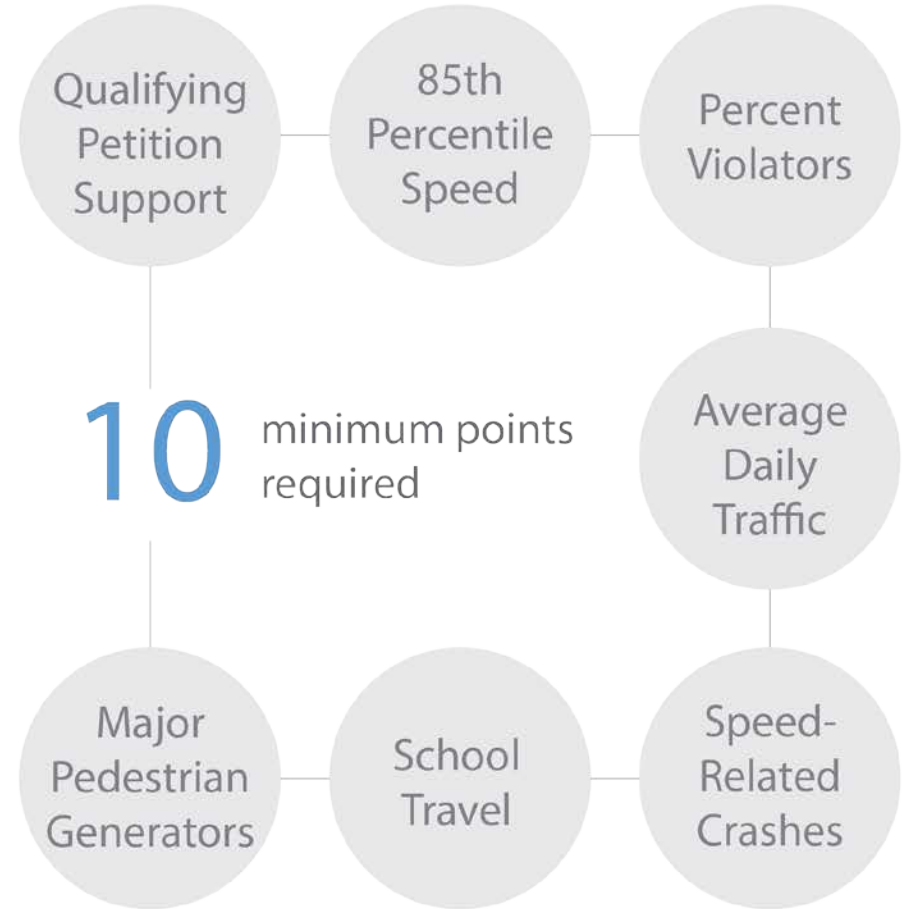 Qualifying
Petition
Support
85th
Percentile
Speed
Percent
Violators
10
minimum points
required
Average
Daily
Traffic
Major
Pedestrian
Generators
School
Travel
Speed-
Related
Crashes